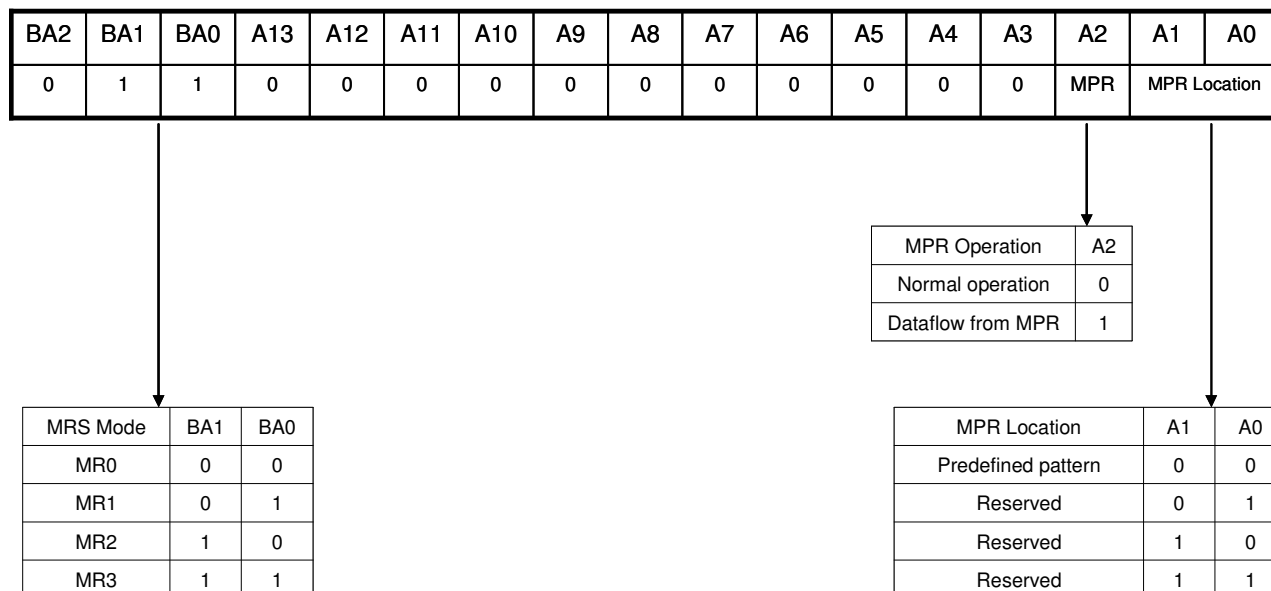 BA2 BA1 BA0 A13 A12 A11 A10 A9 A8 A7 A6 A5 A4 A3 A2 A1 A0
0 1 1 0 0 0 0 0 0 0 0 0 0 0 MPR MPR Location
MPR Operation A2
Normal operation 0
Dataflow from MPR 1
MRS Mode BA1 BA0
MR0 0 0
MR1 0 1
MR2 1 0
MR3 1 1
MPR Location A1 A0
Predefined pattern 0 0
Reserved 0 1
Reserved 1 0
Reserved 1 1